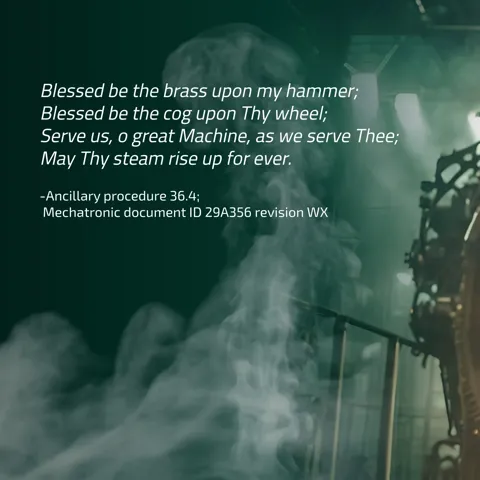 Blessed be the brass upon my hammer;
Blessed be the cog upon Thy wheel;
Serve us, o great Machine, as we serve Thee;
May Thy steam rise up for ever.
-Ancillary procedure 36.4;
Mechatronic document ID 29A356 revision WX